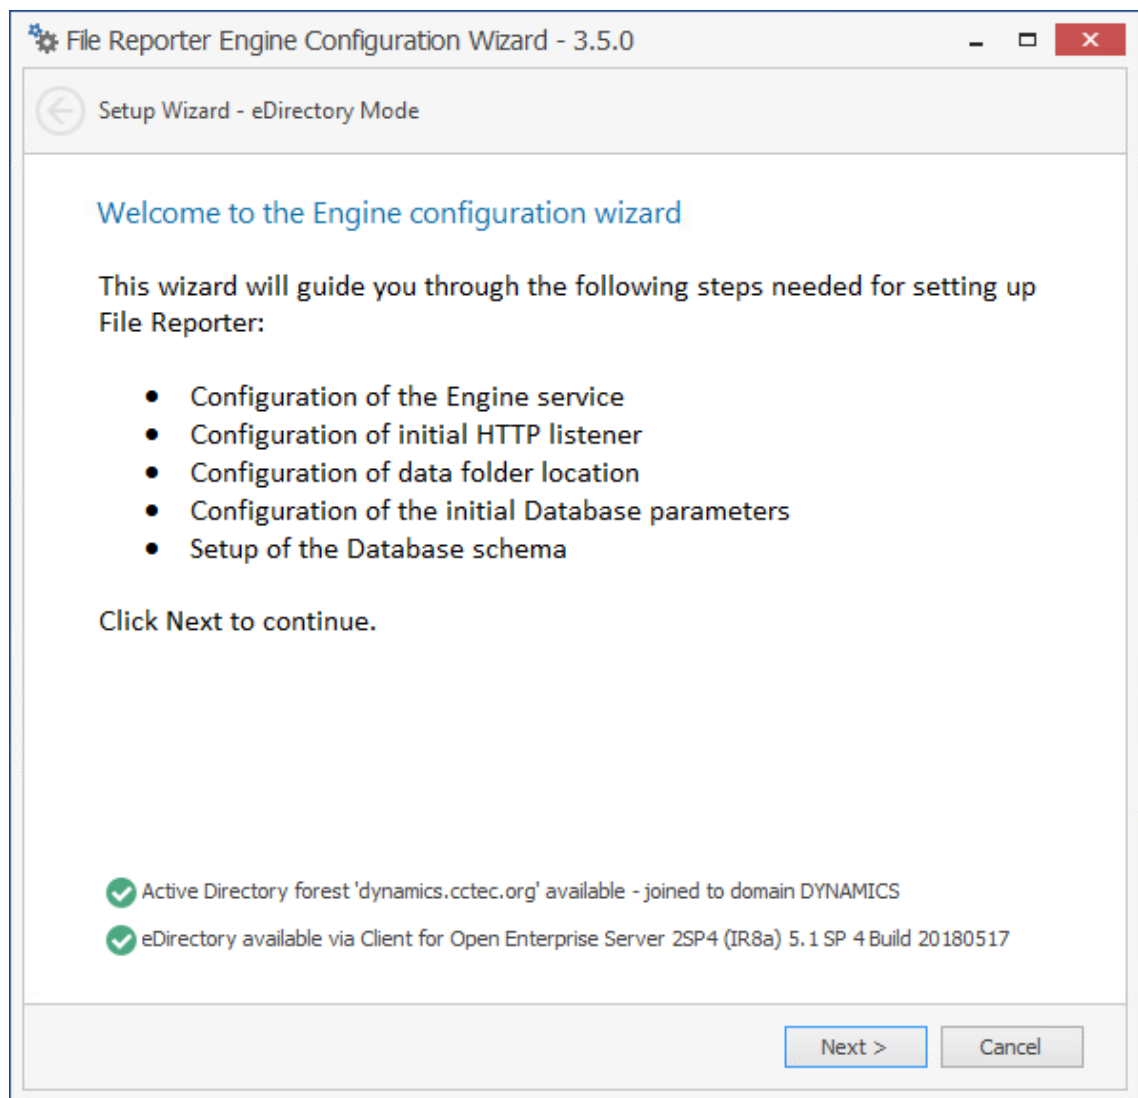 File Reporter Engine Configuration Wizard - 3.5.0
Setup Wizard - eDirectory Mode
Welcome to the Engine configuration wizard
This wizard will guide you through the following steps needed for setting up
File Reporter:
• Configuration of the Engine service
• Configuration of initial HTTP listener
• Configuration of data folder location
• Configuration of the initial Database parameters
• Setup of the Database schema
Click Next to continue.
Active Directory forest 'dynamics.cctec.org' available - joined to domain DYNAMICS
eDirectory available via Client for Open Enterprise Server 2SP4 (IR8a) 5.1 SP 4 Build 20180517
Next > Cancel